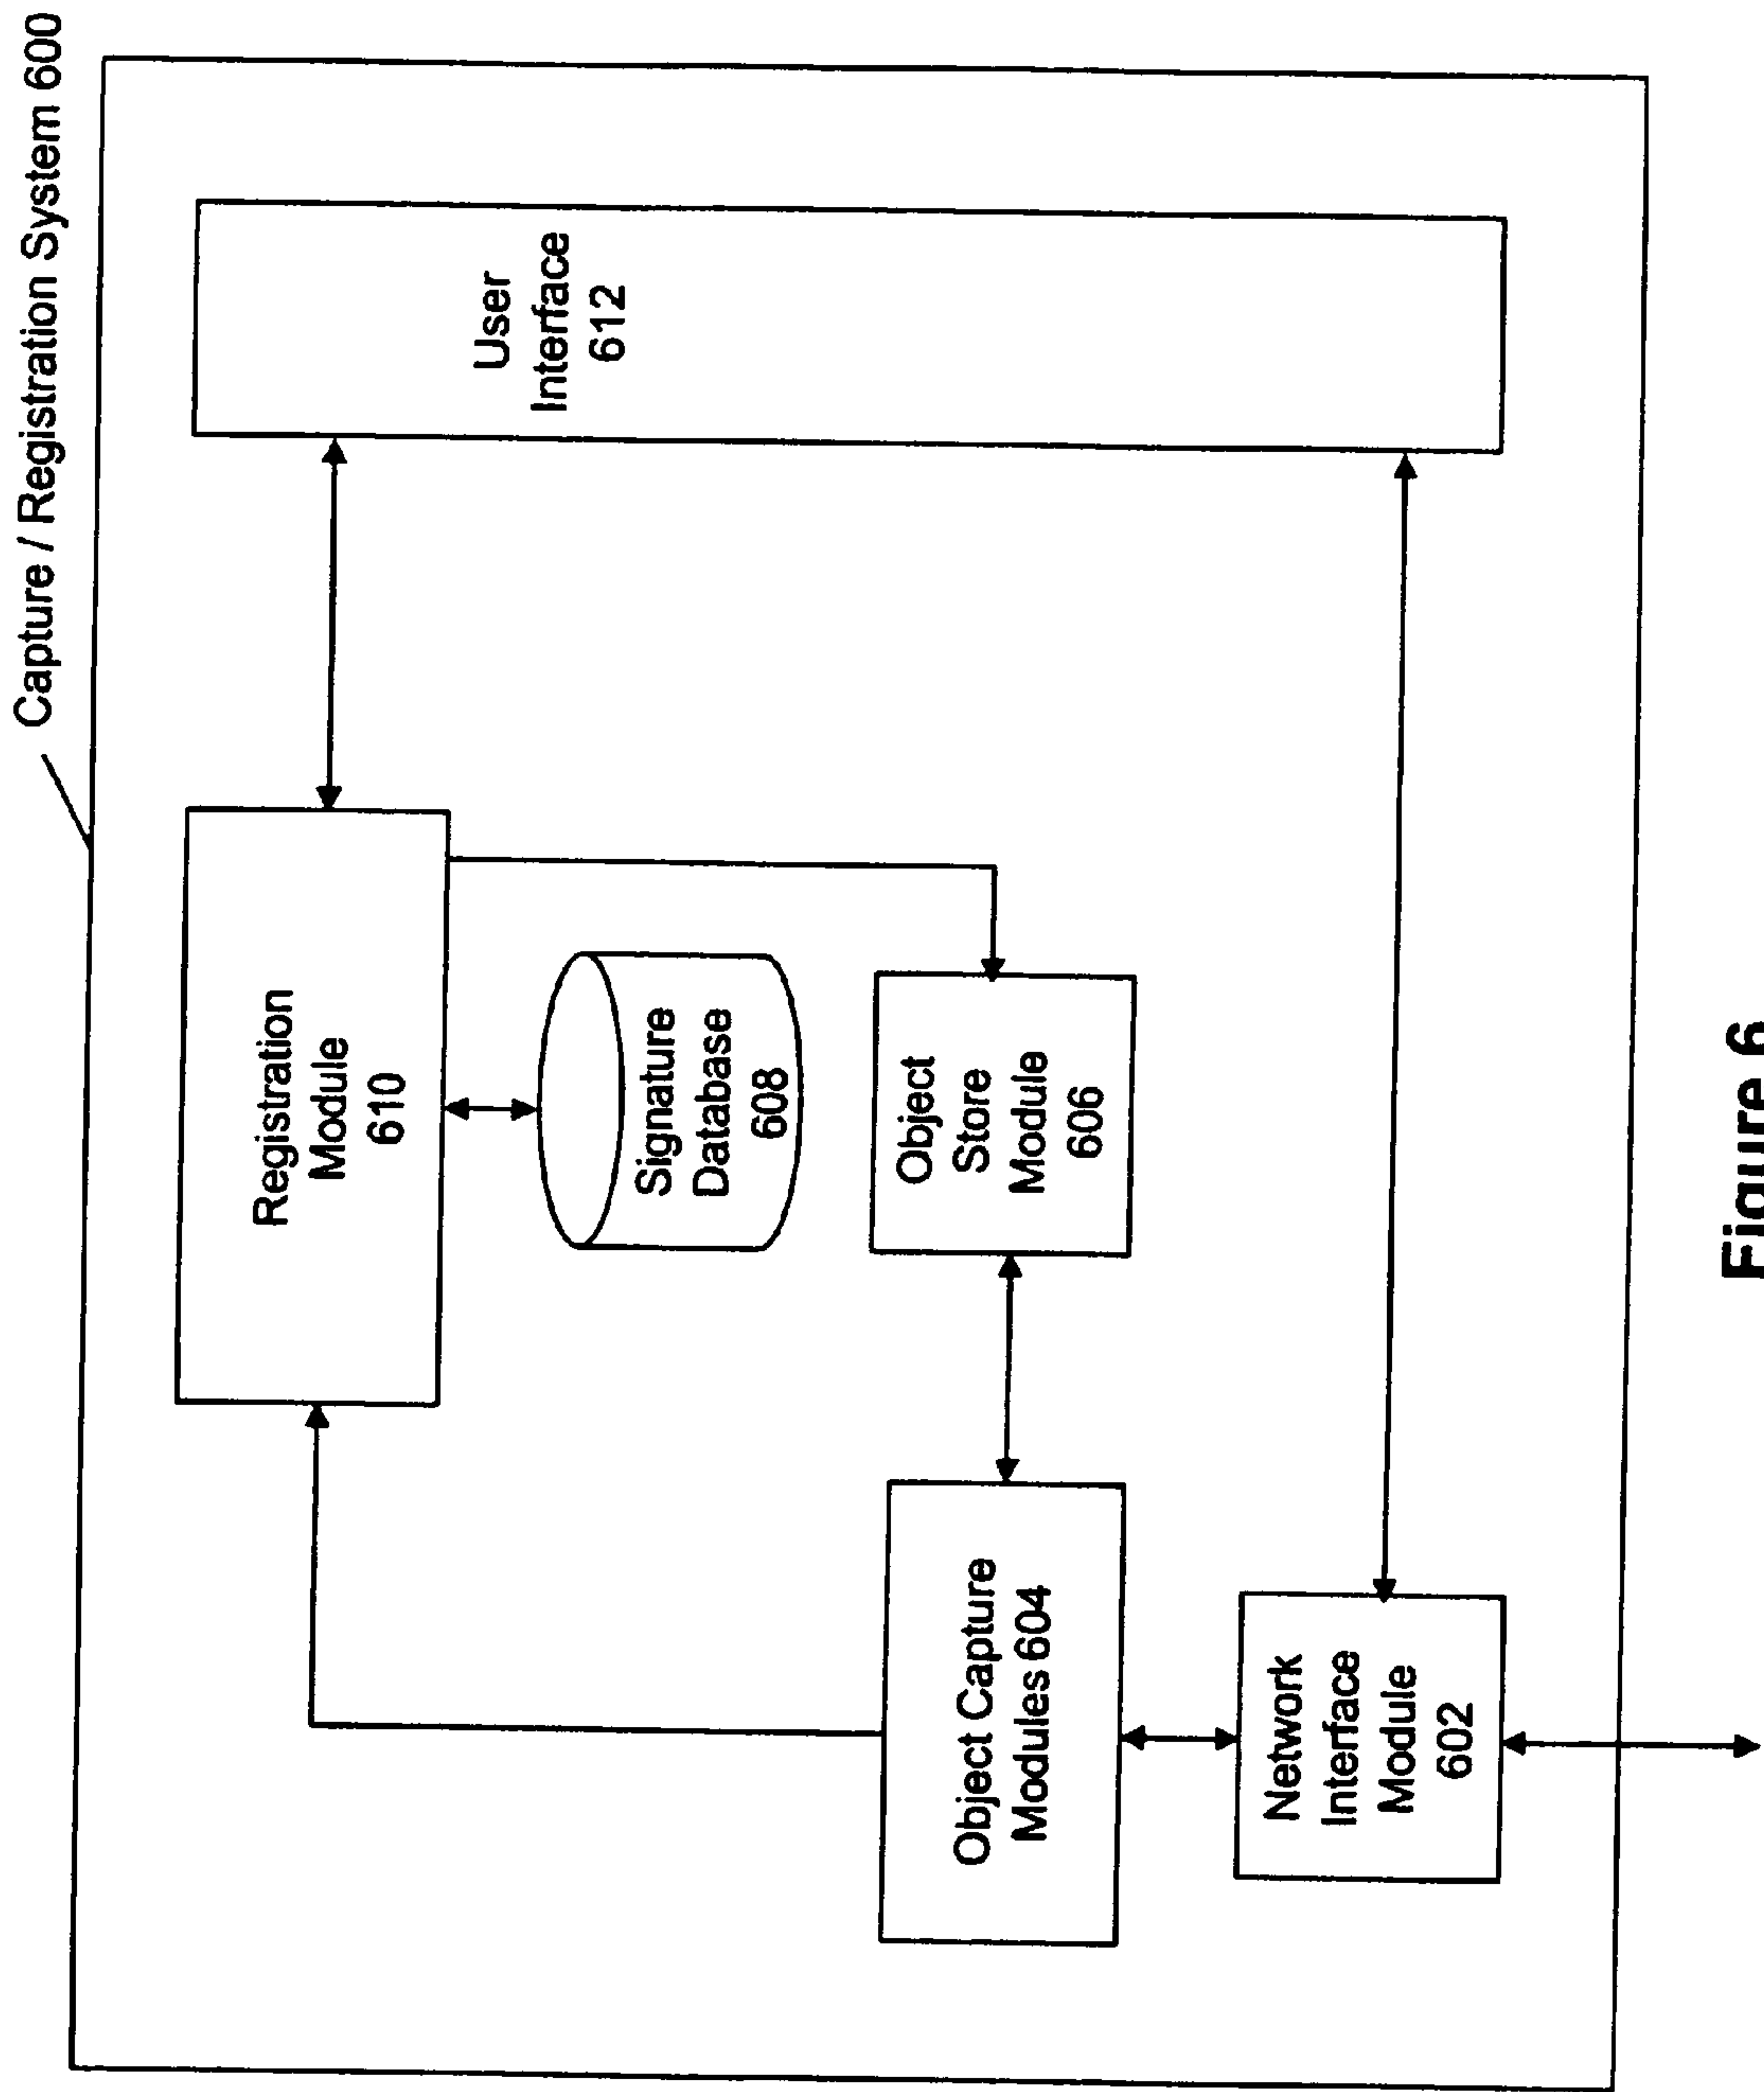 Capture / Registration System 600
Registration
Module
610
User
Interface
612
Signature
Database
608
Object
Store
Module
606
Object Capture
Modules 604
Network
Interface
Module
602
Figure 6